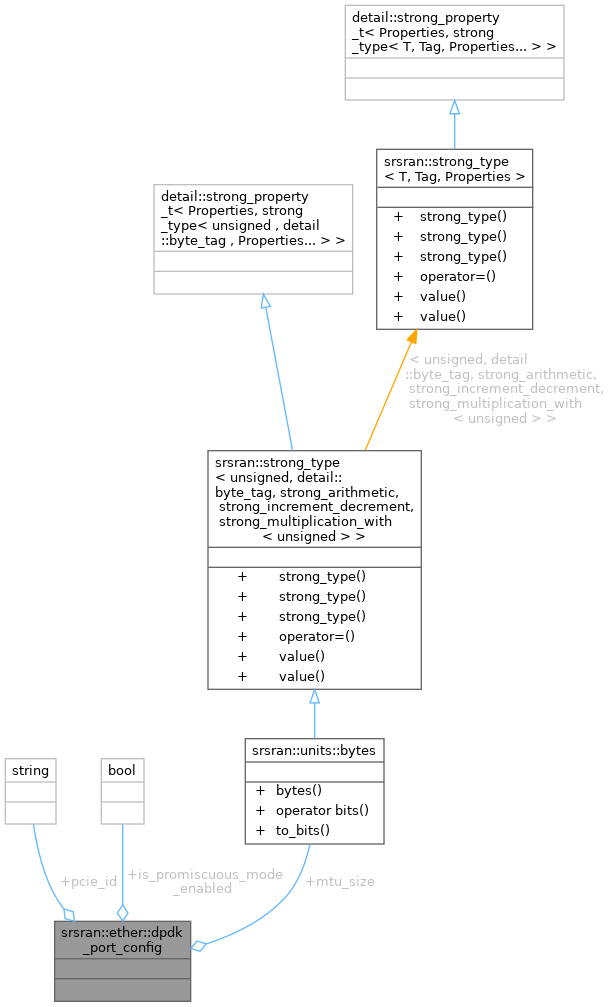 detail::strong_property
_t< Properties, strong
_type< T, Tag, Properties... > >
srsran::strong_type
< T, Tag, Properties >
+ strong_type()
+ strong_type()
+ strong_type()
+ operator=()
+ value()
+ value()
detail::strong_property
_t< Properties, strong
_type< unsigned , detail
::byte_tag , Properties... > >
< unsigned, detail
::byte_tag, strong_arithmetic,
strong_increment_decrement,
strong_multiplication_with
< unsigned > >
srsran::strong_type
< unsigned, detail::
byte_tag, strong_arithmetic,
strong_increment_decrement,
strong_multiplication_with
< unsigned > >
+ strong_type()
+ strong_type()
+ strong_type()
+ operator=()
+ value()
+ value()
srsran::units::bytes
+ bytes()
+ operator bits()
+ to_bits()
string
bool
+pcie_id
+is_promiscuous_mode
_enabled
+mtu_size
srsran::ether::dpdk
_port_config